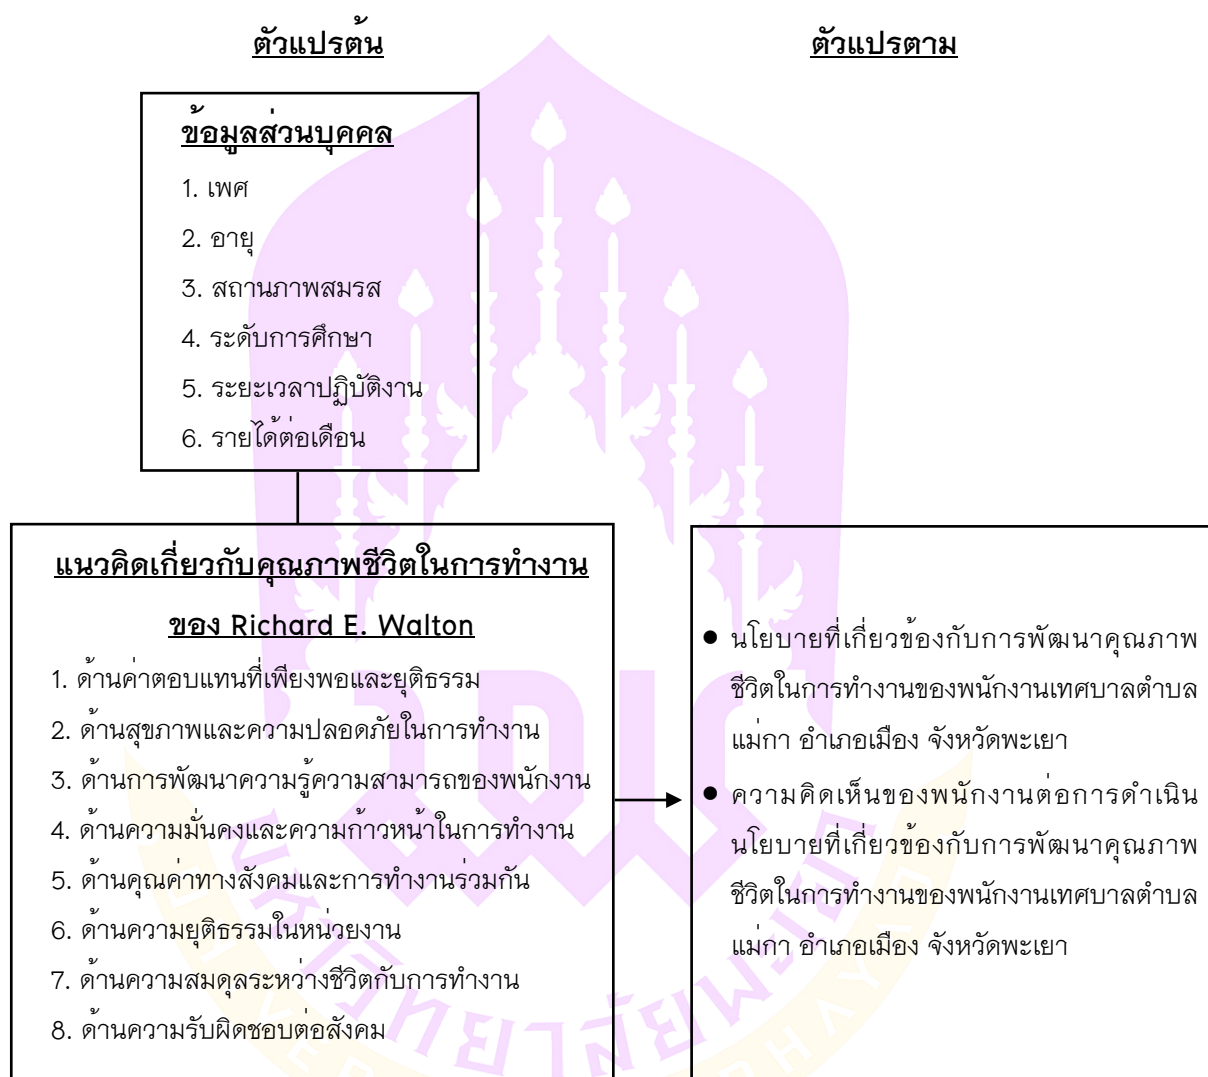 ตัวแปรต้น
ตัวแปรตาม
ข้อมูลส่วนบุคคล
1. เพศ
2. อายุ
3. สถานภาพสมรส
4. ระดับการศึกษา
5. ระยะเวลาปฏิบัติงาน
6. รายได้ต่อเดือน
แนวคิดเกี่ยวกับคุณภาพชีวิตในการทำงาน
ของ Richard E. Walton
1. ด้านค่าตอบแทนที่เพียงพอและยุติธรรม
2. ด้านสุขภาพและความปลอดภัยในการทำงาน
3. ด้านการพัฒนาความรู้ความสามารถของพนักงาน
4. ด้านความมั่นคงและความก้าวหน้าในการทำงาน
5. ด้านคุณค่าทางสังคมและการทำงานร่วมกัน
6. ด้านความยุติธรรมในหน่วยงาน
7. ด้านความสมดุลระหว่างชีวิตกับการทำงาน
8. ด้านความรับผิดชอบต่อสังคม
● นโยบายที่เกี่ยวข้องกับการพัฒนาคุณภาพ
ชีวิตในการทำงานของพนักงานเทศบาลตำบล
แม่กา อำเภอเมือง จังหวัดพะเยา
● ความคิดเห็นของพนักงานต่อการดำเนิน
นโยบายที่เกี่ยวข้องกับการพัฒนาคุณภาพ
ชีวิตในการทำงานของพนักงานเทศบาลตำบล
แม่กา อำเภอเมือง จังหวัดพะเยา
มหาวิทยาลัยพะเยา